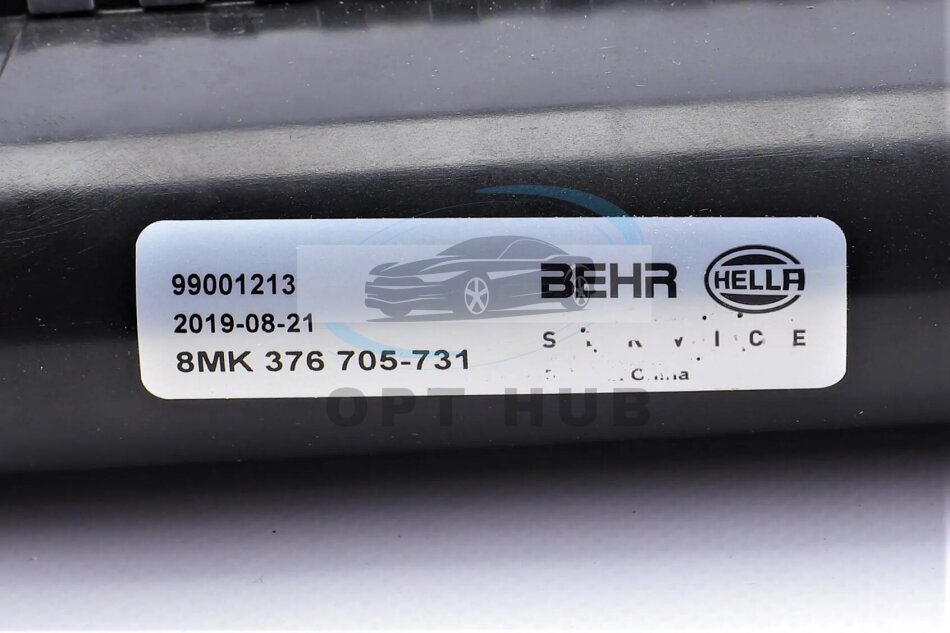 99001213
2019-08-21
8MK 376 705-731
BEHR
HELLA
SERVICE
China
OPT HUB